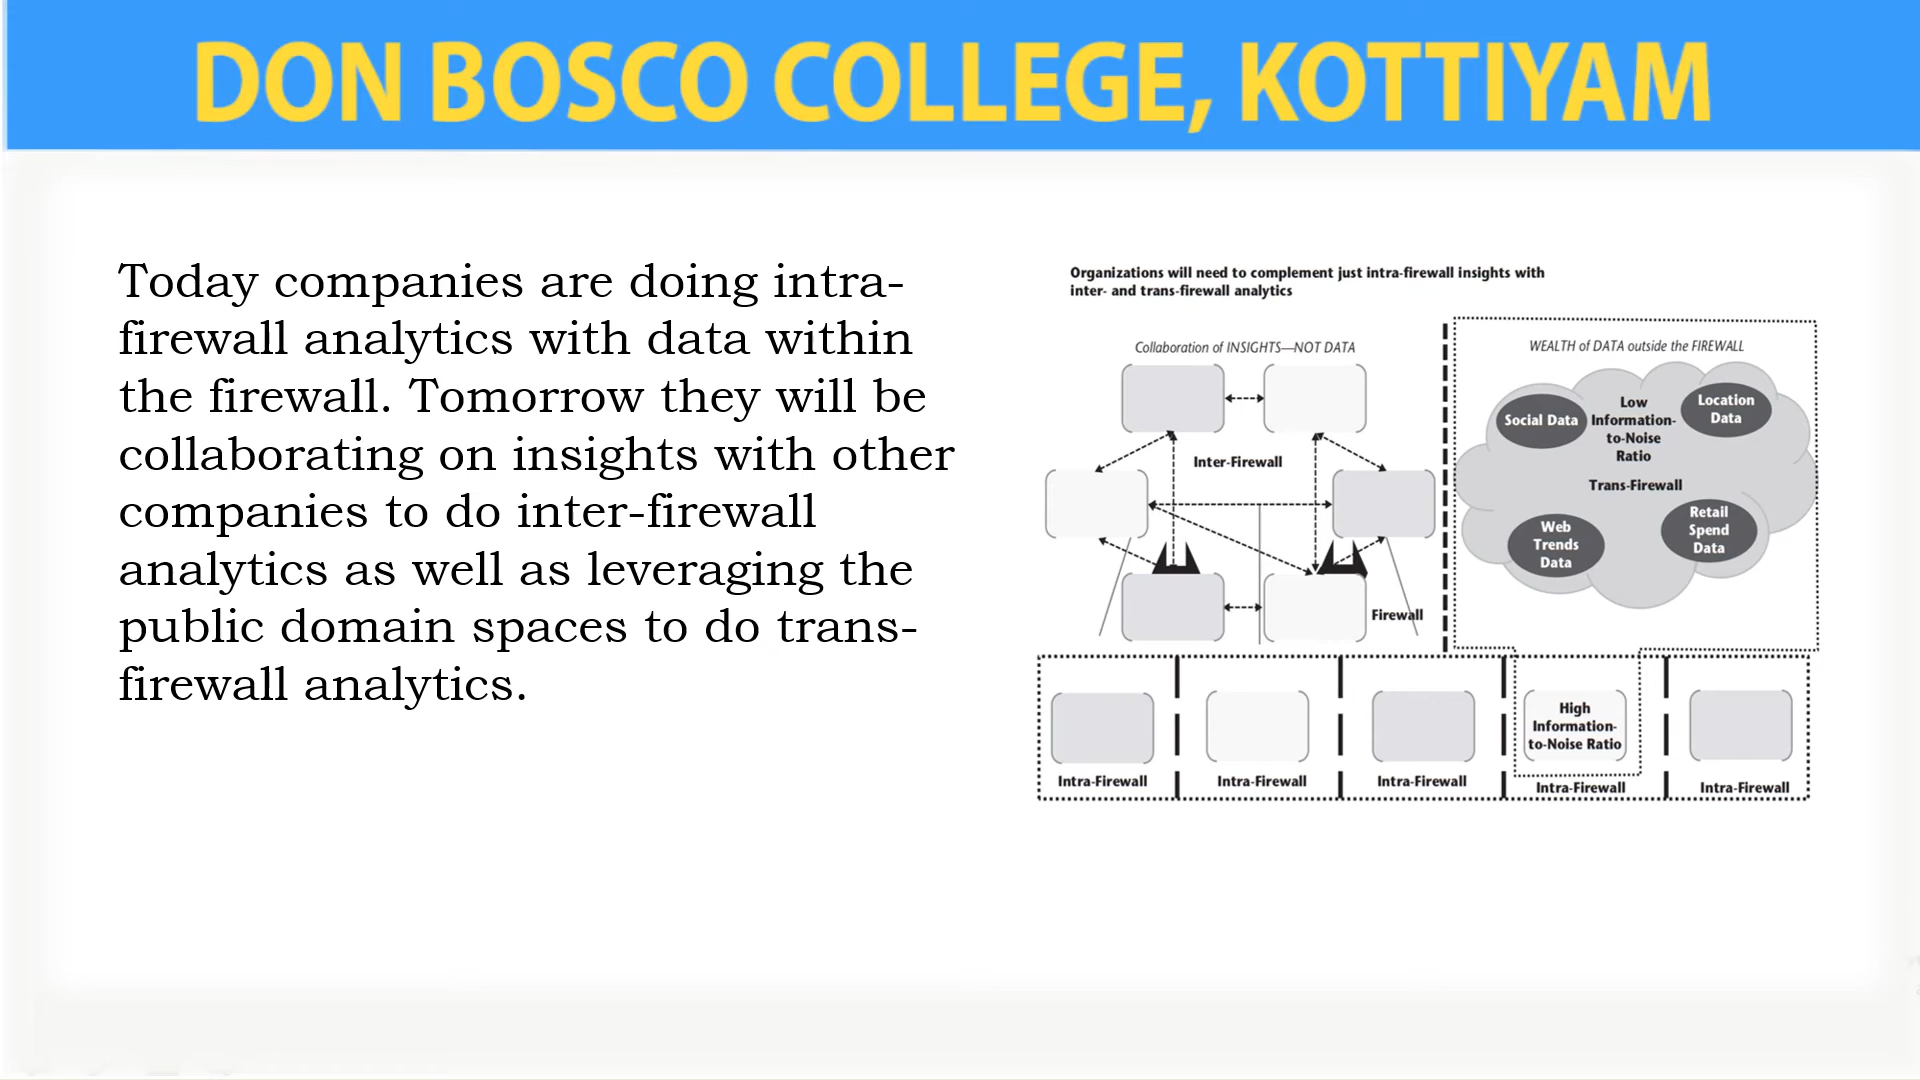 DON BOSCO COLLEGE, KOTTIYAM
Today companies are doing intra-
firewall analytics with data within
the firewall. Tomorrow they will be
collaborating on insights with other
companies to do inter-firewall
analytics as well as leveraging the
public domain spaces to do trans-
firewall analytics.
Organizations will need to complement just intra-firewall insights with
inter- and trans-firewall analytics
Collaboration of INSIGHTS—NOT DATA
Inter-Firewall
Firewall
WEALTH of DATA outside the FIREWALL
Social Data
Low
Information-
to-Noise
Ratio
Location
Data
Trans-Firewall
Web
Trends
Data
Retail
Spend
Data
Intra-Firewall
Intra-Firewall
Intra-Firewall
High
Information-
to-Noise Ratio
Intra-Firewall
Intra-Firewall